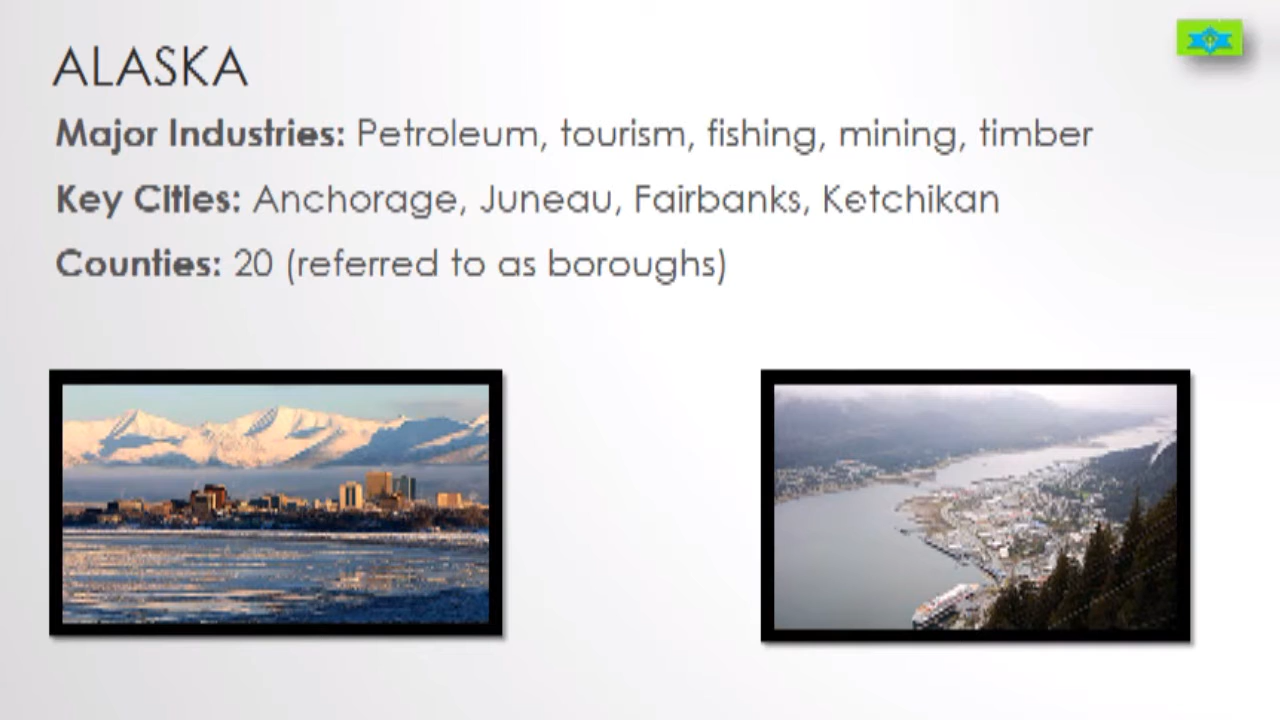 ALASKA
Major Industries: Petroleum, tourism, fishing, mining, timber
Key Cities: Anchorage, Juneau, Fairbanks, Ketchikan
Counties: 20 (referred to as boroughs)